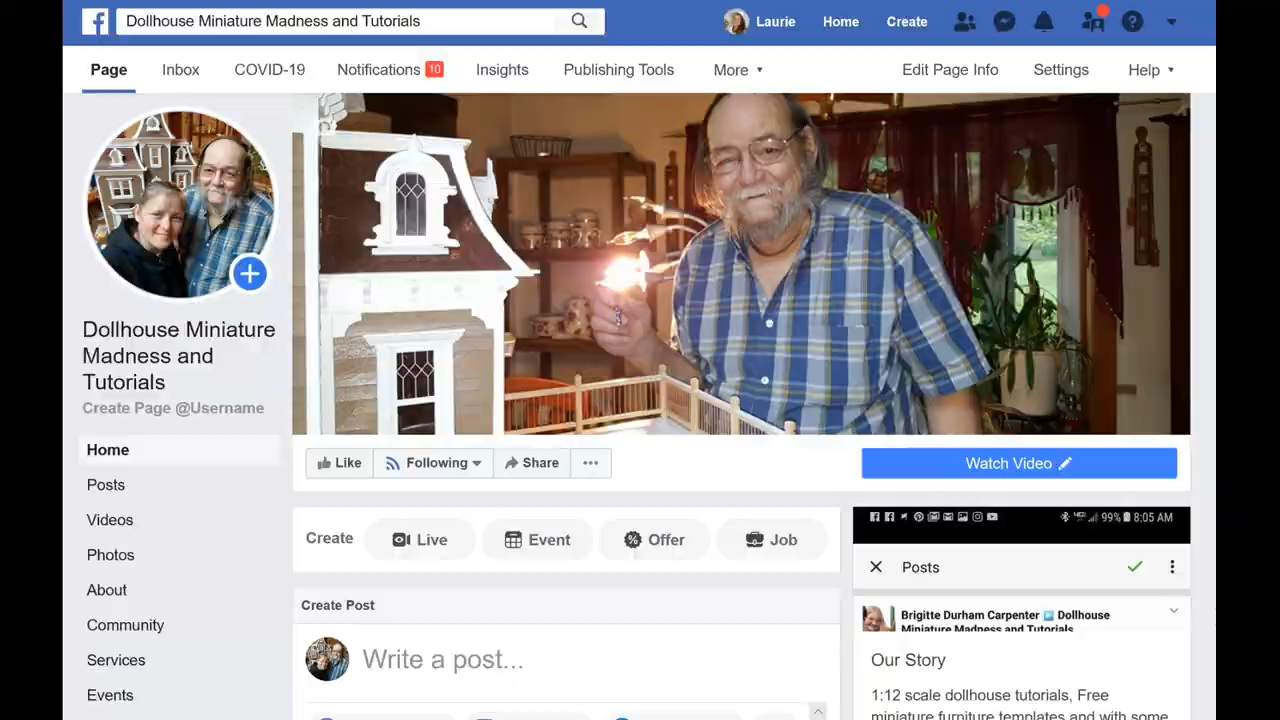 Dollhouse Miniature Madness and Tutorials
Laurie Home Create
Page Inbox COVID-19 Notifications 10 Insights Publishing Tools More Edit Page Info Settings Help
Dollhouse Miniature
Madness and
Tutorials
Create Page @Username
Home
Posts
Videos
Photos
About
Community
Services
Events
Like Following Share
Watch Video
Create Live Event Offer Job
Create Post
Write a post...
99% 8:05 AM
Posts
Brigitte Durham Carpenter Dollhouse
Miniature Madness and Tutorials
Our Story
1:12 scale dollhouse tutorials, Free
miniature furniture templates and with some